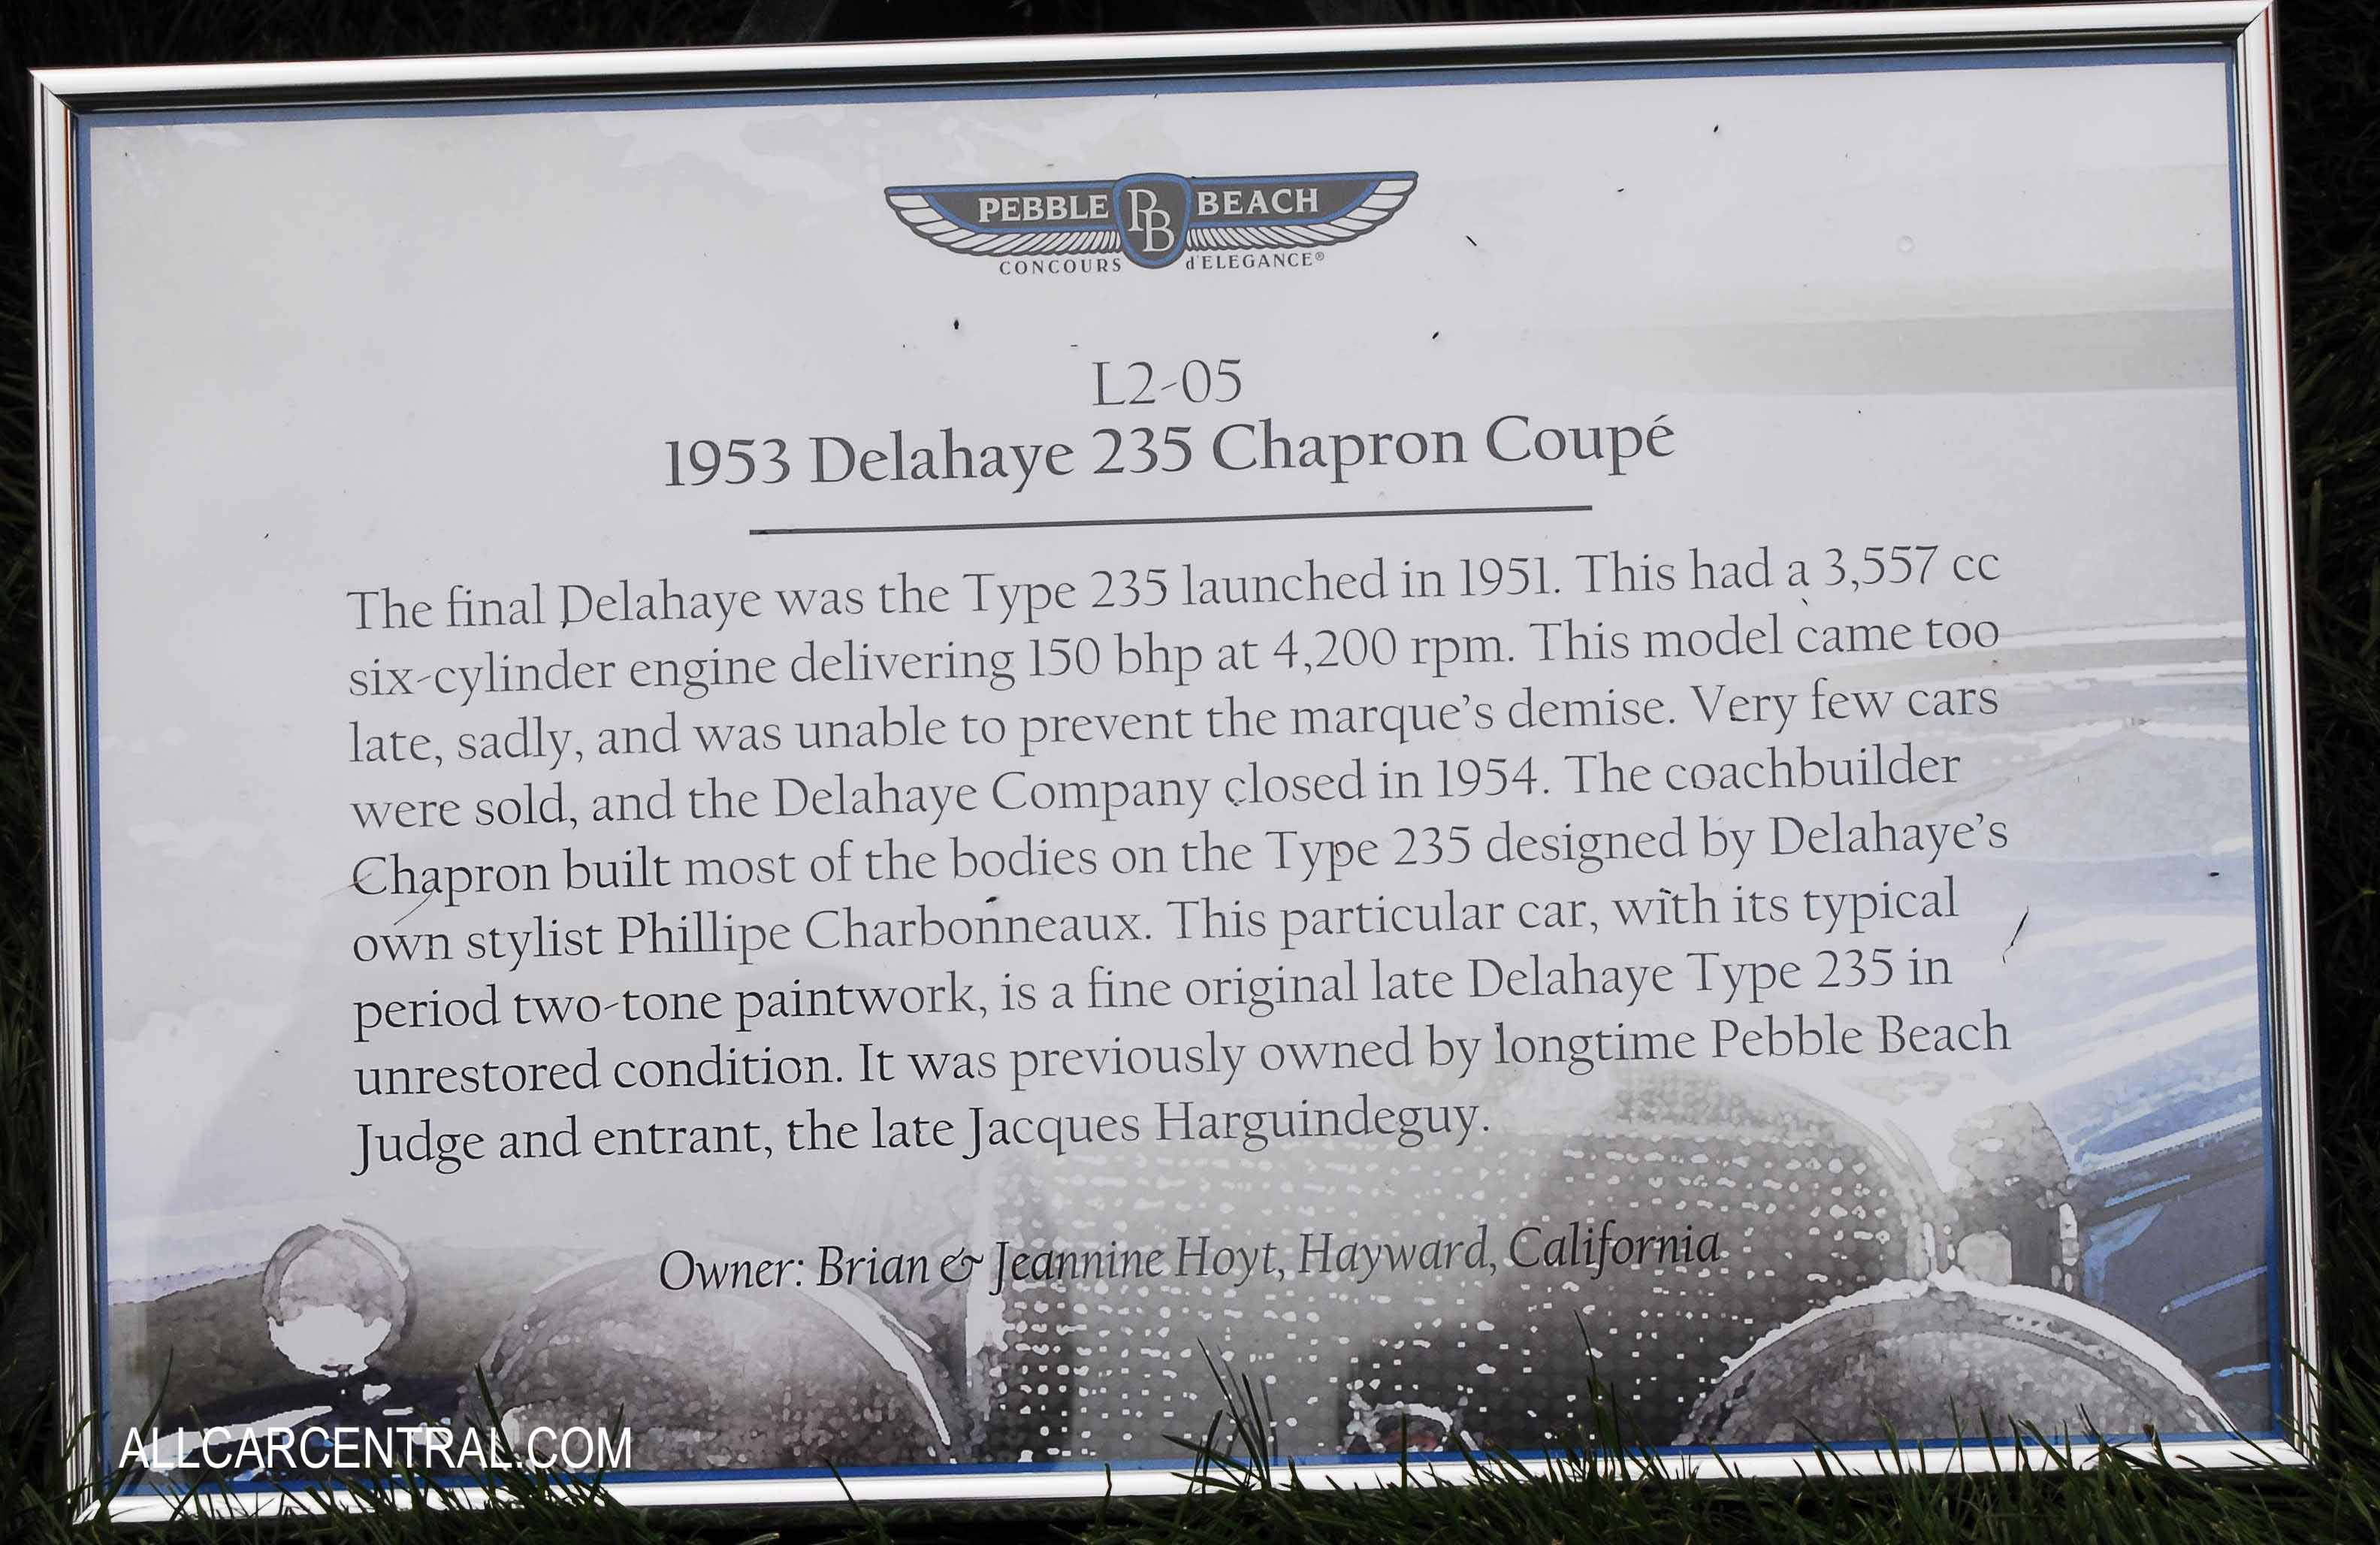 PEBBLE PB BEACH
CONCOURS d'ELEGANCE®
L2-05
1953 Delahaye 235 Chapron Coupé
The final Delahaye was the Type 235 launched in 1951. This had a 3,557 cc
six-cylinder engine delivering 150 bhp at 4,200 rpm. This model came too
late, sadly, and was unable to prevent the marque's demise. Very few cars
were sold, and the Delahaye Company closed in 1954. The coachbuilder
Chapron built most of the bodies on the Type 235 designed by Delahaye's
own stylist Phillipe Charbonneaux. This particular car, with its typical
period two-tone paintwork, is a fine original late Delahaye Type 235 in
unrestored condition. It was previously owned by longtime Pebble Beach
Judge and entrant, the late Jacques Harguindeguy.
Owner: Brian & Jeannine Hoyt, Hayward, California
ALLCARCENTRAL.COM